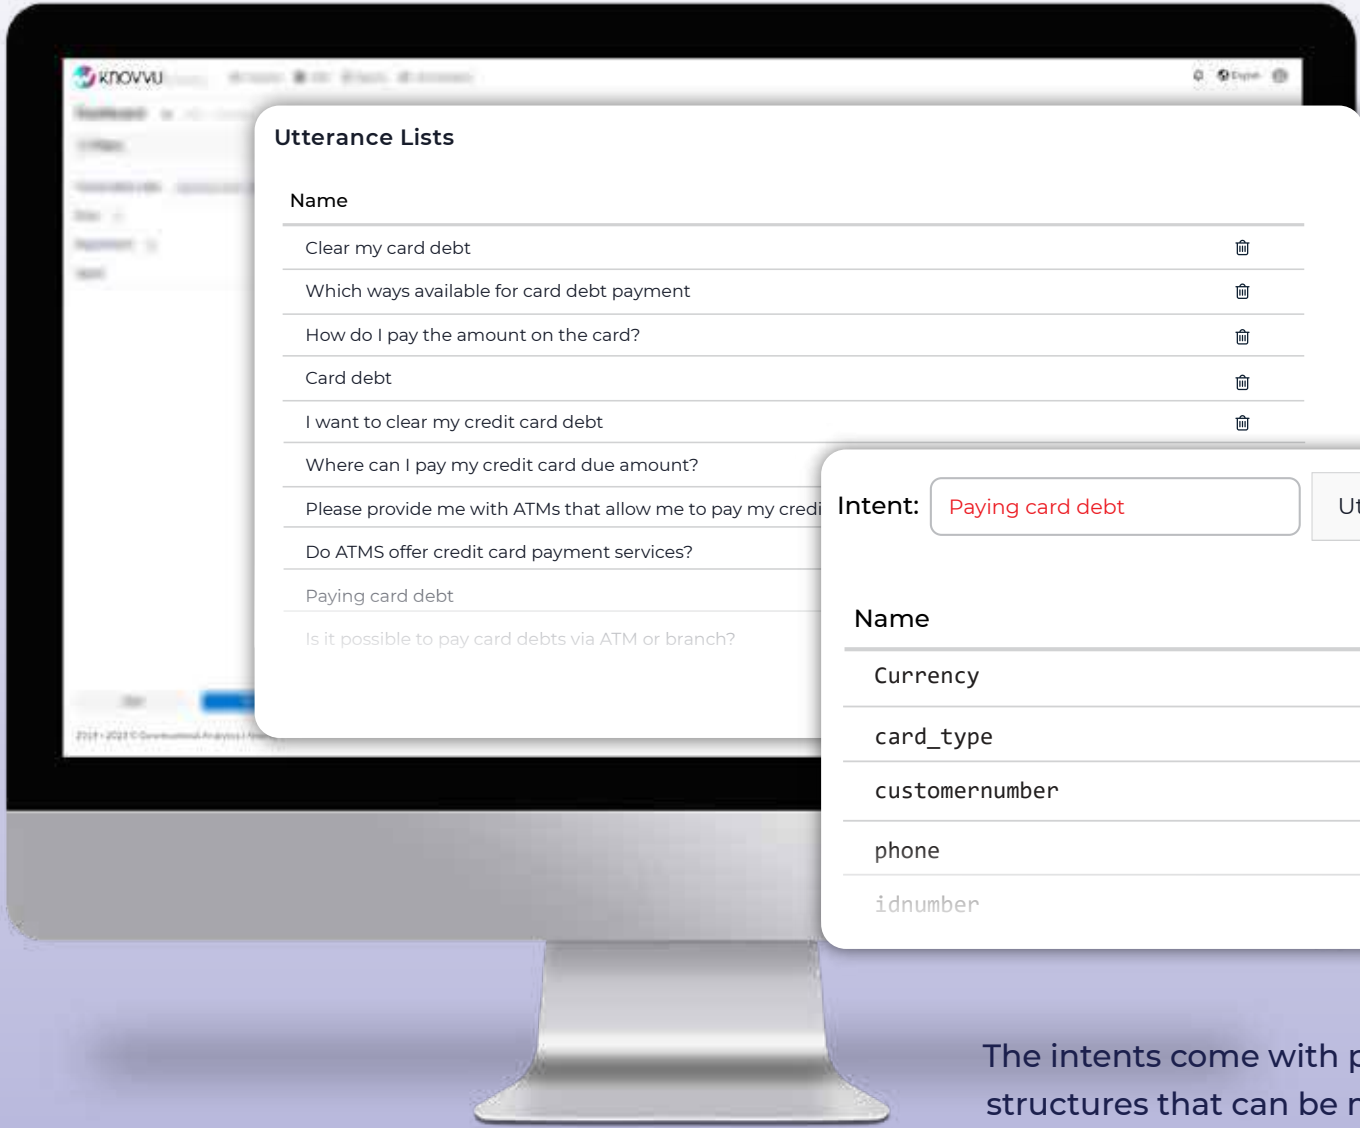 KNOVVU
English
Dashboard
Utterance Lists
Name
Clear my card debt
Which ways available for card debt payment
How do I pay the amount on the card?
Card debt
I want to clear my credit card debt
Where can I pay my credit card due amount?
Please provide me with ATMs that allow me to pay my credi
Do ATMS offer credit card payment services?
Paying card debt
Is it possible to pay card debts via ATM or branch?
Intent: Paying card debt Ut
Name
Currency
card_type
customernumber
phone
idnumber
The intents come with p
structures that can be